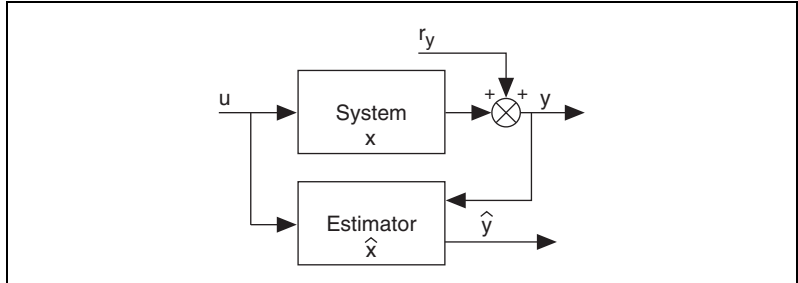 r_y
+ +
u
y
System
x
Estimator
x̂
ŷ